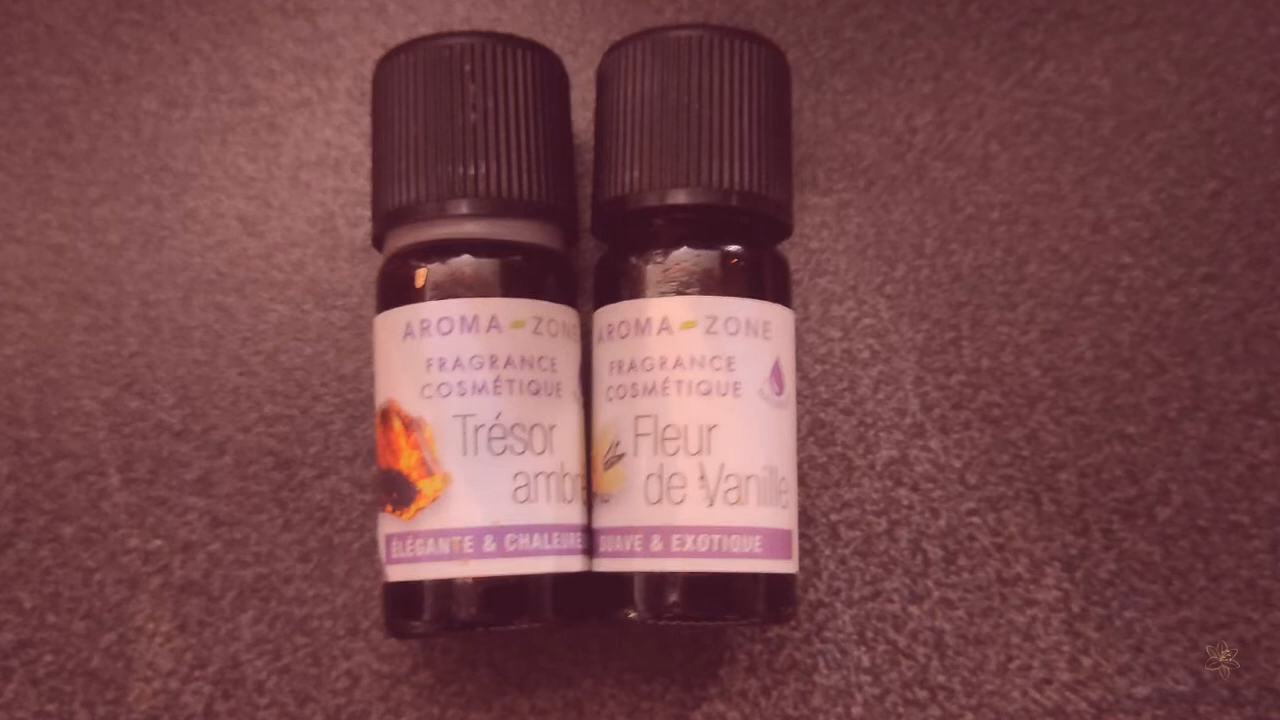 AROMA-ZONE
FRAGRANCE
COSMÉTIQUE
Trésor
ambre
ÉLÉGANTE & CHALEURE
AROMA-ZONE
FRAGRANCE
COSMÉTIQUE
Fleur
de Vanille
SUAVE & EXOTIQUE